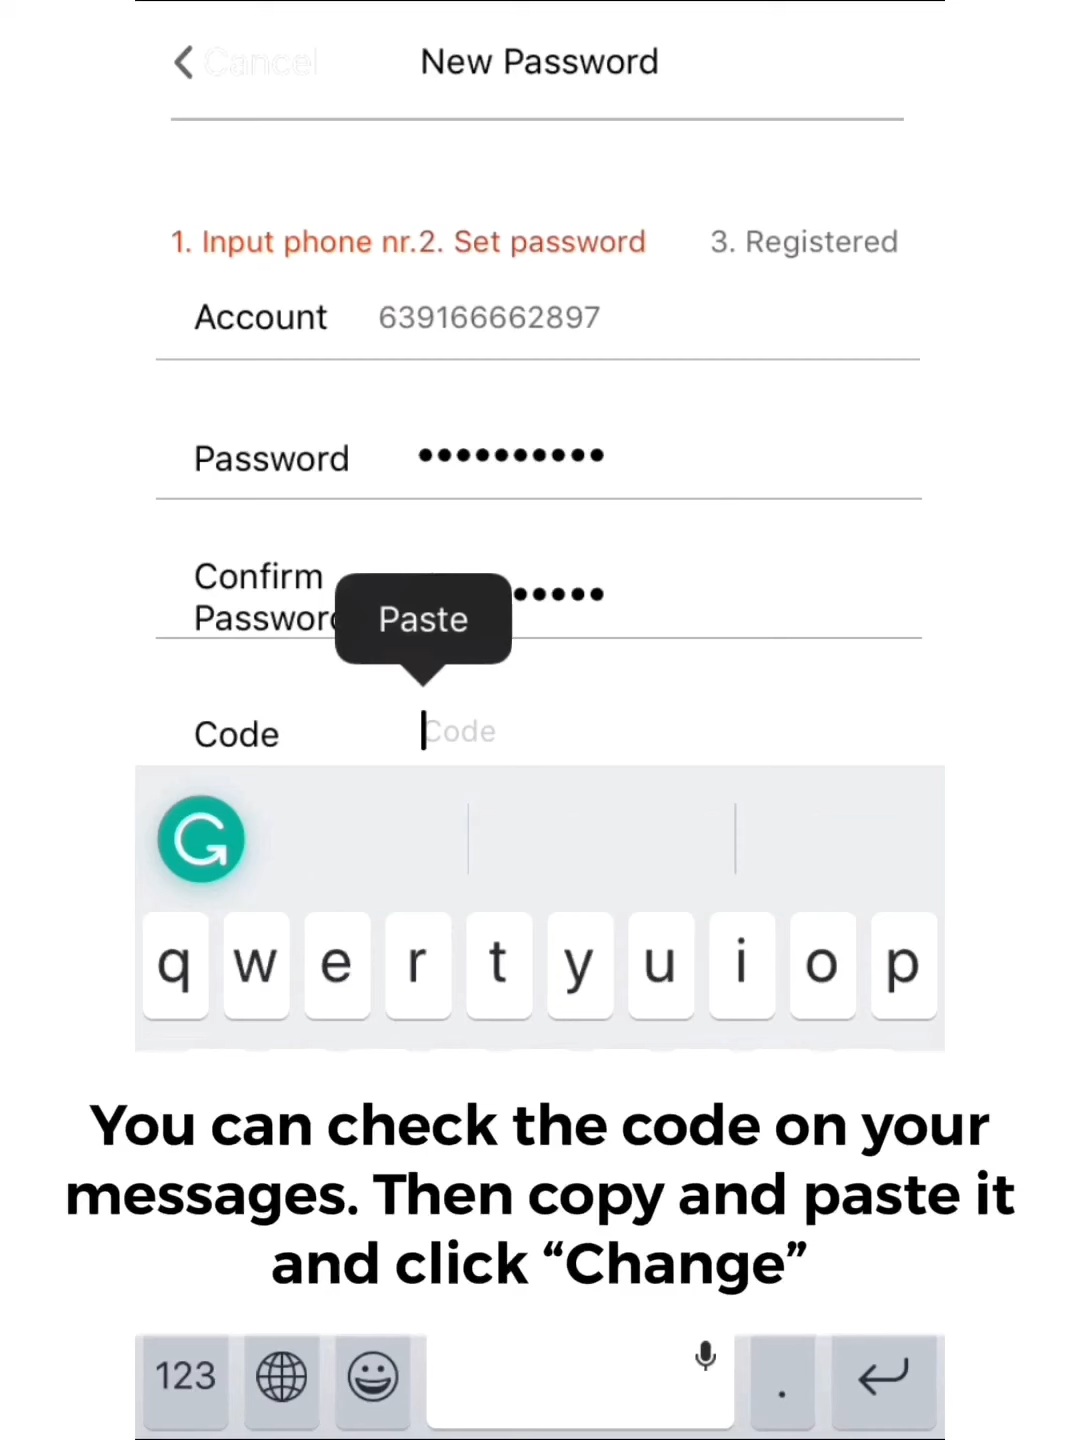 Cancel
New Password
1. Input phone nr.2. Set password 3. Registered
Account 639166662897
Password ••••••••••
Confirm
Password •••••
Paste
Code Code
q w e r t y u i o p
You can check the code on your
messages. Then copy and paste it
and click “Change”
123 .